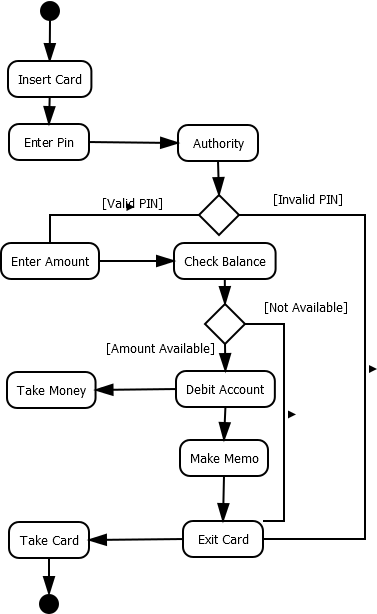 Insert Card
Enter Pin
Authority
[Valid PIN]
[Invalid PIN]
Enter Amount
Check Balance
[Not Available]
[Amount Available]
Take Money
Debit Account
Make Memo
Take Card
Exit Card